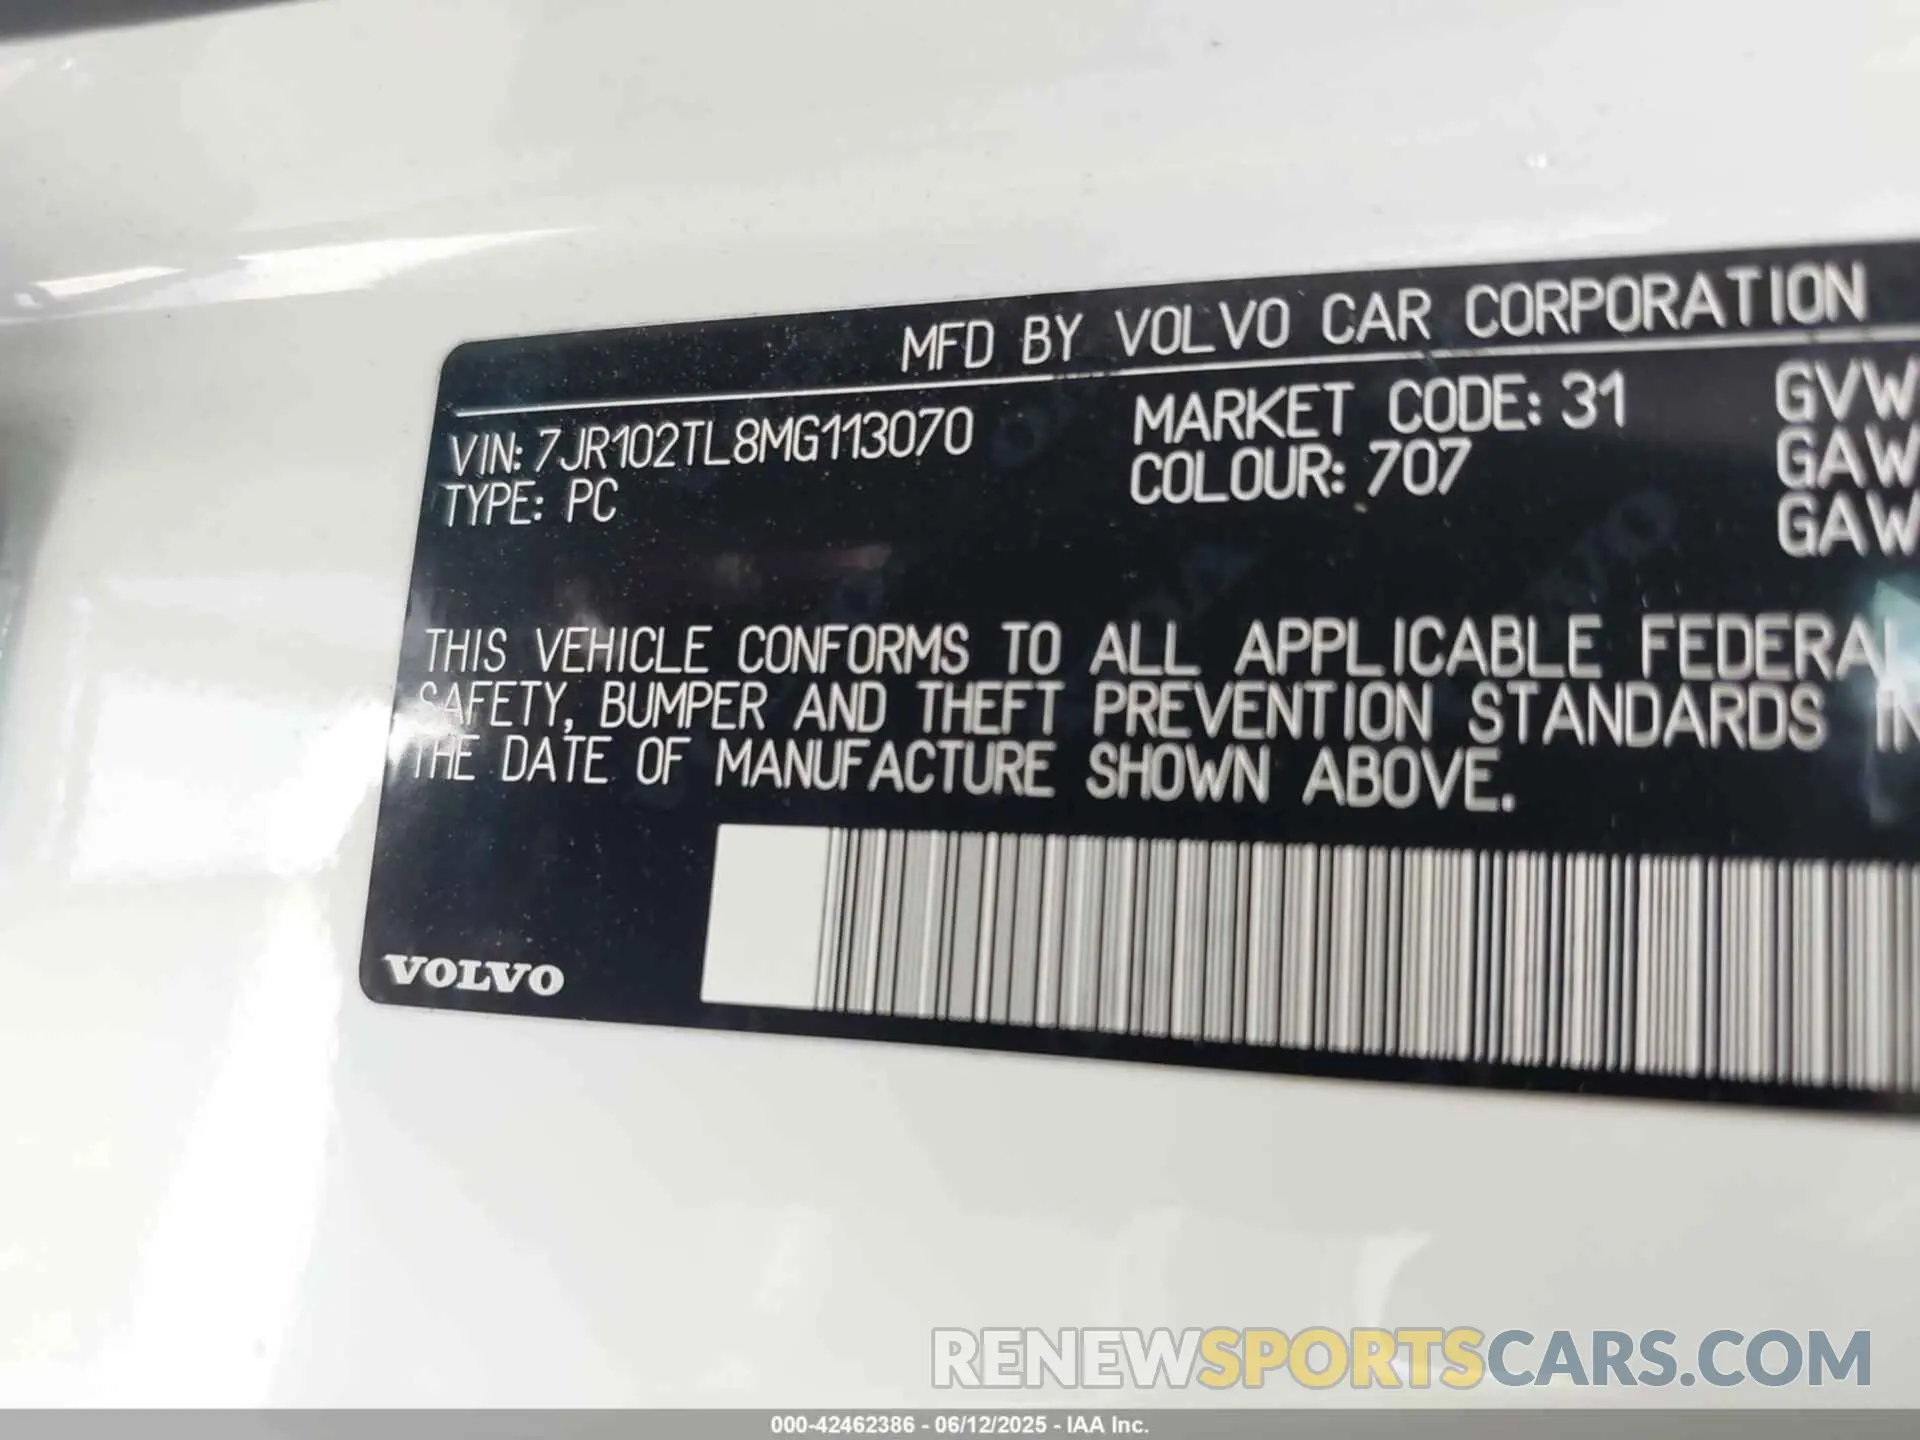 MFD BY VOLVO CAR CORPORATION
VIN: 7JR102TL8MG113070 MARKET CODE: 31 GVW
TYPE: PC COLOUR: 707 GAW
GAW
THIS VEHICLE CONFORMS TO ALL APPLICABLE FEDERAL
SAFETY, BUMPER AND THEFT PREVENTION STANDARDS IN
THE DATE OF MANUFACTURE SHOWN ABOVE.
VOLVO
RENEWSPORTSCARS.COM
000-42462386 - 06/12/2025 - IAA Inc.